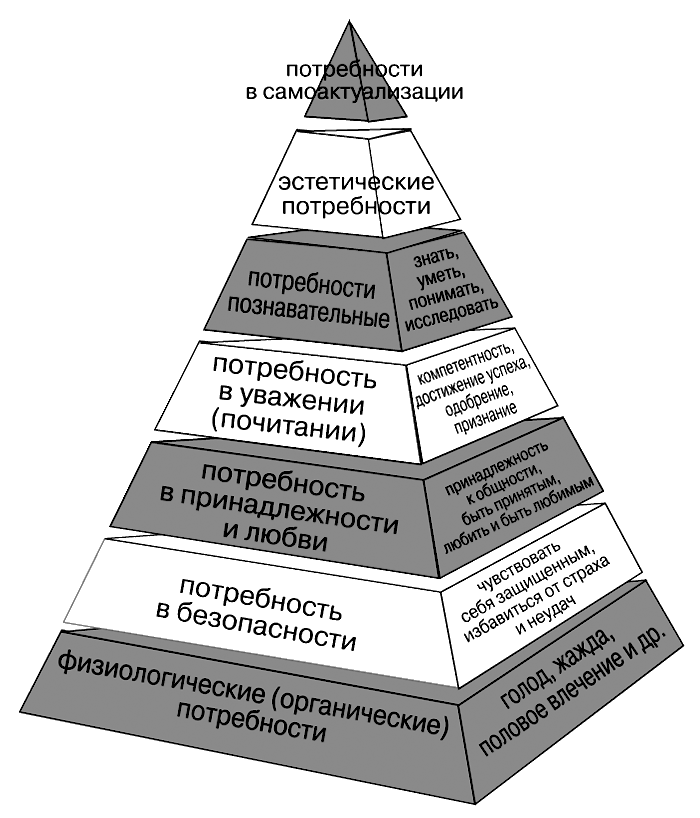 потребности
в самоактуализации
эстетические
потребности
потребности
познавательные
знать,
уметь,
понимать,
исследовать
потребность
в уважении
(почитании)
компетентность,
достижение успеха,
одобрение,
признание
потребность
в принадлежности
и любви
принадлежность
к общности,
быть принятым,
любить и быть любимым
потребность
в безопасности
чувствовать
себя защищенным,
избавиться от страха
и неудач
физиологические (органические)
потребности
голод, жажда,
половое влечение и др.